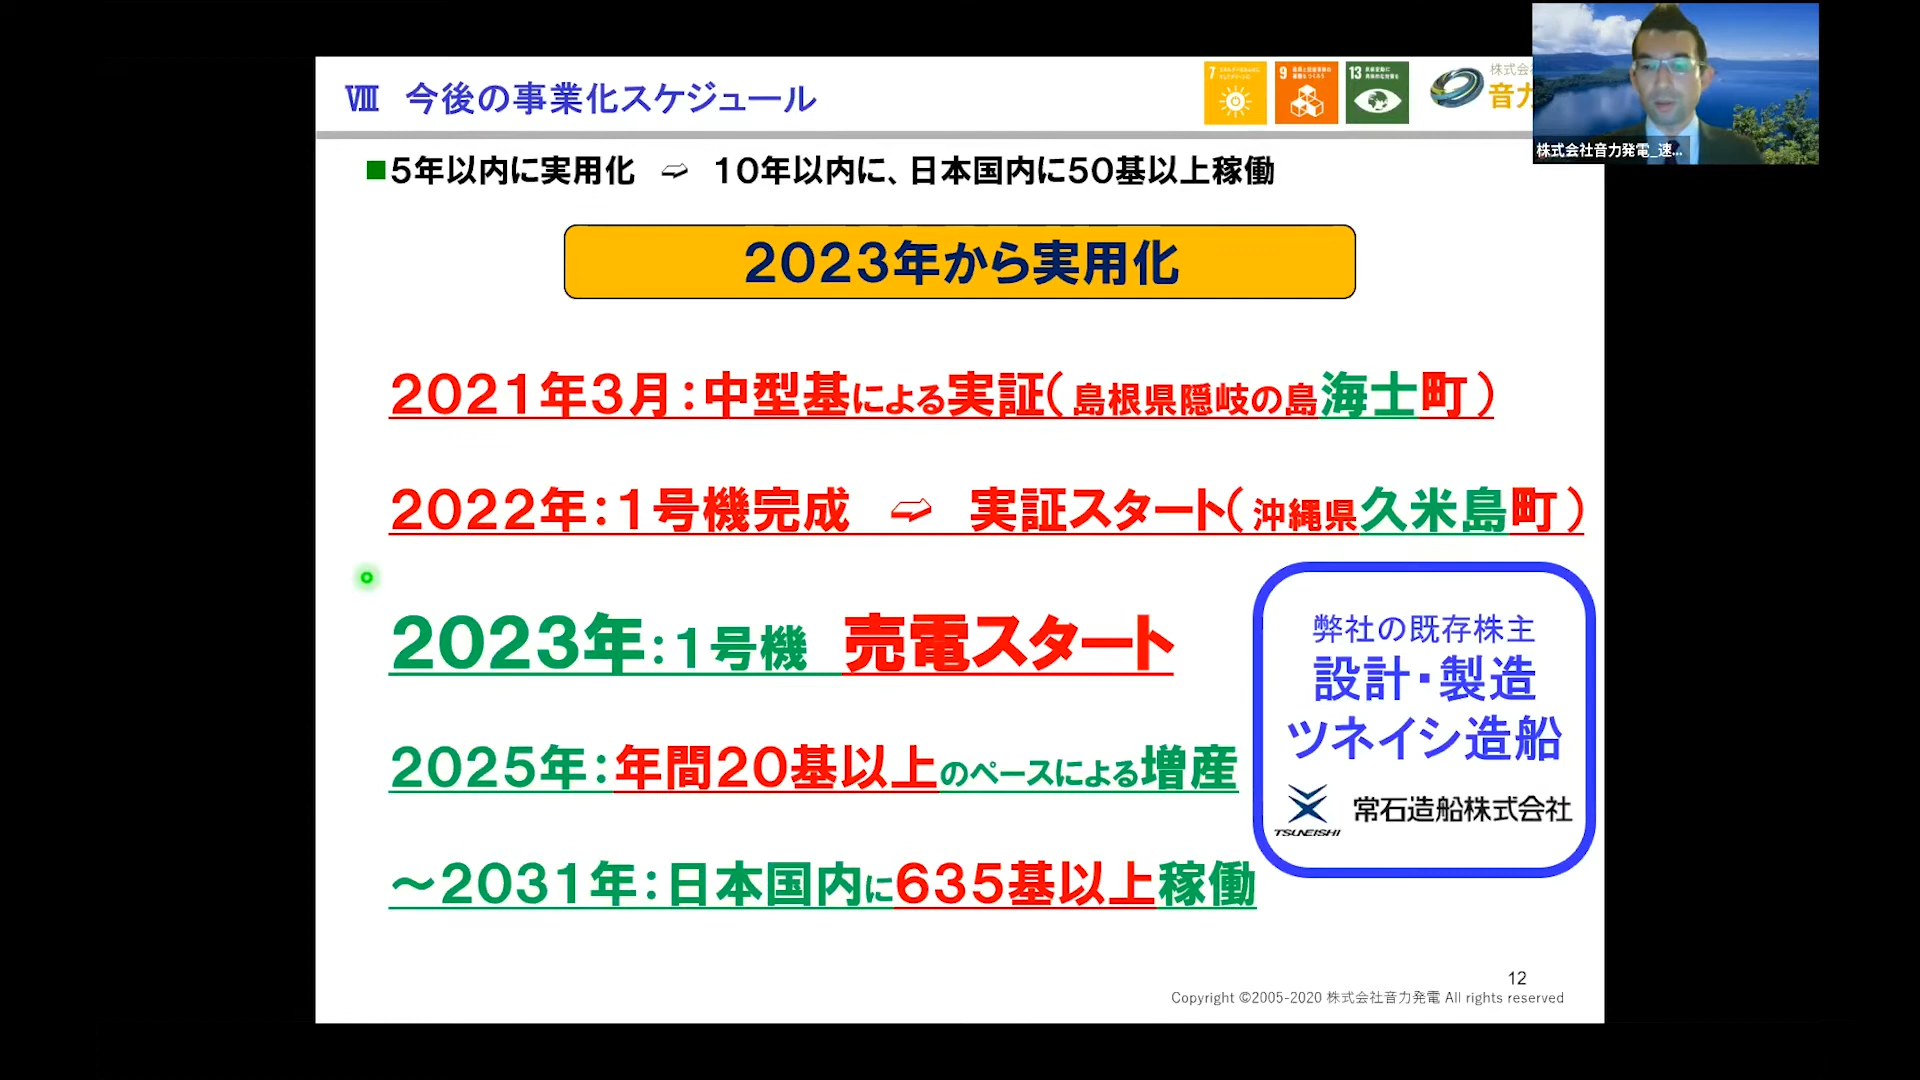 Ⅷ 今後の事業化スケジュール
7
9
13
株式会
音力
株式会社音力発電_速...
■5年以内に実用化 ➪ 10年以内に、日本国内に50基以上稼働
2023年から実用化
2021年3月:中型基による実証(島根県隠岐の島海士町)
2022年:1号機完成 ➪ 実証スタート(沖縄県久米島町)
2023年:1号機 売電スタート
2025年:年間20基以上のペースによる増産
~2031年:日本国内に635基以上稼働
弊社の既存株主
設計・製造
ツネイシ造船
TSUNEISHI 常石造船株式会社
12
Copyright ©2005-2020 株式会社音力発電 All rights reserved